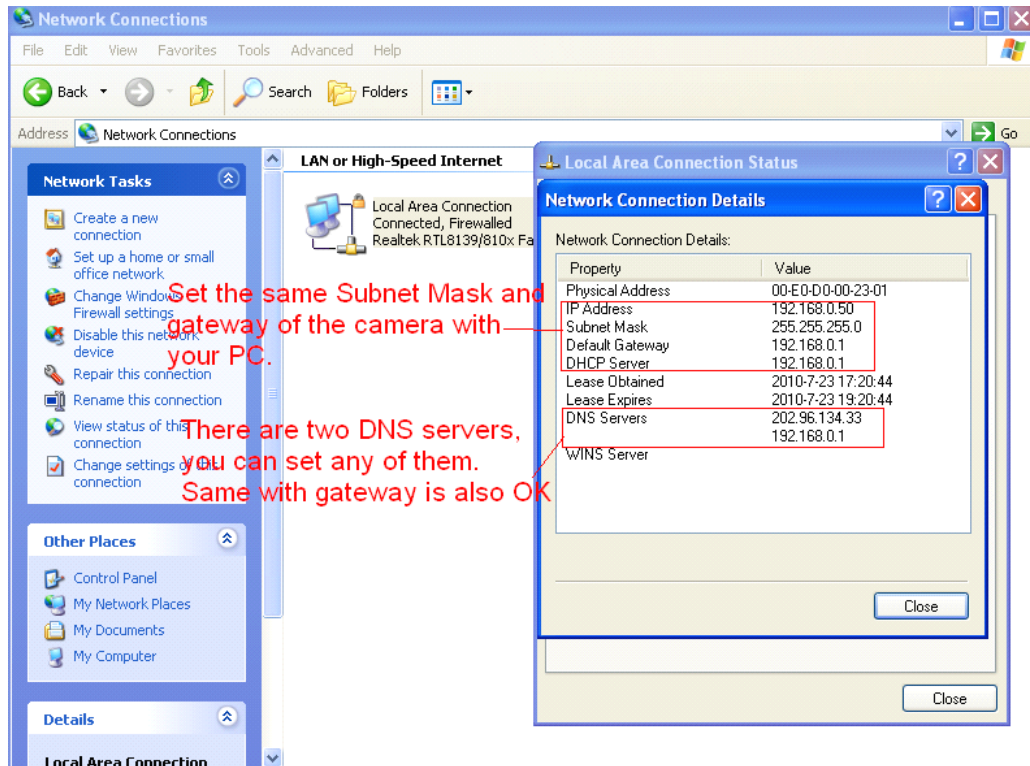 Network Connections
File Edit View Favorites Tools Advanced Help
Back Search Folders
Address Network Connections Go
Network Tasks
Create a new
connection
Set up a home or small
office network
Change Windows
Firewall settings
Disable this network
device
Repair this connection
Rename this connection
View status of this
connection
Change settings of this
connection
Other Places
Control Panel
My Network Places
My Documents
My Computer
Details
Local Area Connection
LAN or High-Speed Internet
Local Area Connection
Connected, Firewalled
Realtek RTL8139/810x Fa
Set the same Subnet Mask and
gateway of the camera with
your PC.
There are two DNS servers,
you can set any of them.
Same with gateway is also OK
Local Area Connection Status
Network Connection Details
Network Connection Details:
Property Value
Physical Address 00-E0-D0-00-23-01
IP Address 192.168.0.50
Subnet Mask 255.255.255.0
Default Gateway 192.168.0.1
DHCP Server 192.168.0.1
Lease Obtained 2010-7-23 17:20:44
Lease Expires 2010-7-23 19:20:44
DNS Servers 202.96.134.33
192.168.0.1
WINS Server
Close
Close